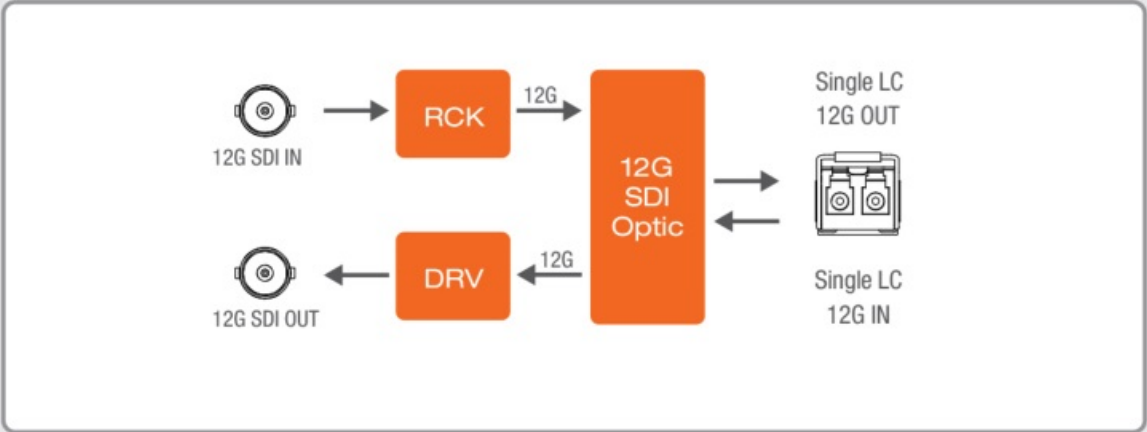 12G SDI IN
RCK
12G
12G
SDI
Optic
Single LC
12G OUT
12G SDI OUT
DRV
12G
Single LC
12G IN